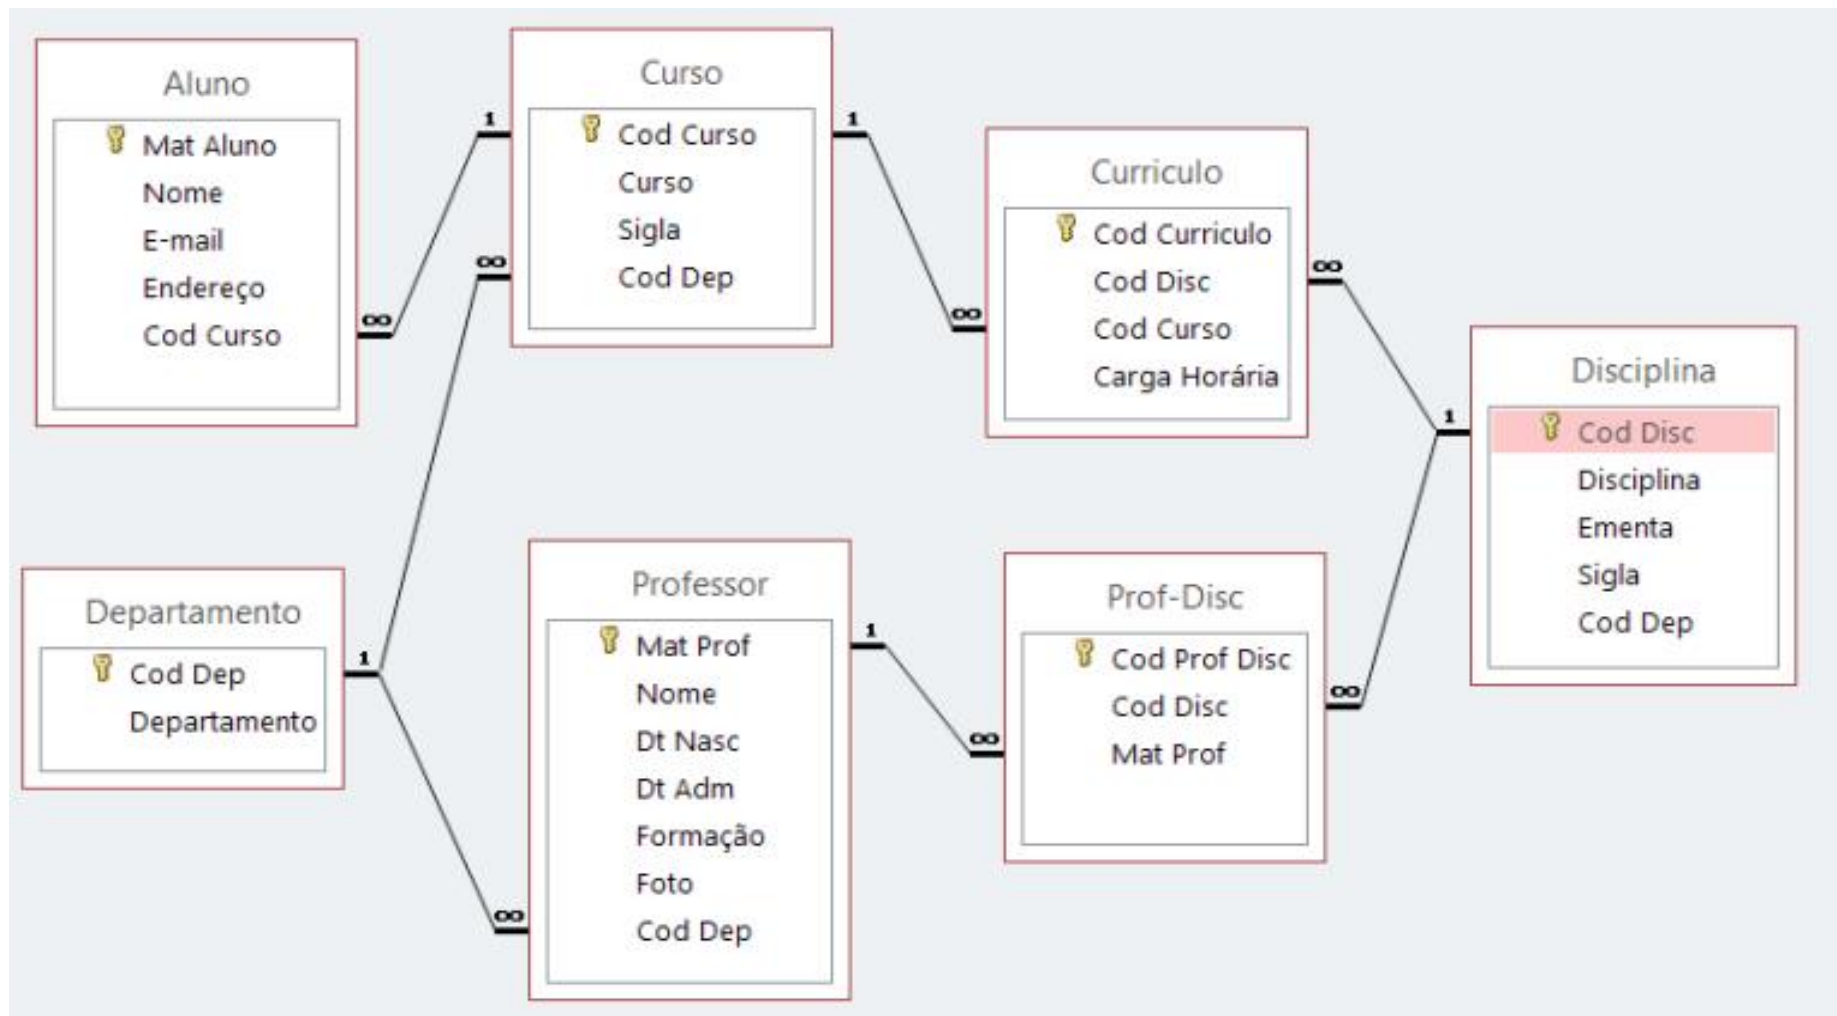 Aluno
Mat Aluno
Nome
E-mail
Endereço
Cod Curso
1
∞
∞
Curso
Cod Curso
Curso
Sigla
Cod Dep
1
∞
Curriculo
Cod Curriculo
Cod Disc
Cod Curso
Carga Horária
∞
1
Disciplina
Cod Disc
Disciplina
Ementa
Sigla
Cod Dep
Departamento
Cod Dep
Departamento
1
∞
Professor
Mat Prof
Nome
Dt Nasc
Dt Adm
Formação
Foto
Cod Dep
1
∞
Prof-Disc
Cod Prof Disc
Cod Disc
Mat Prof
∞